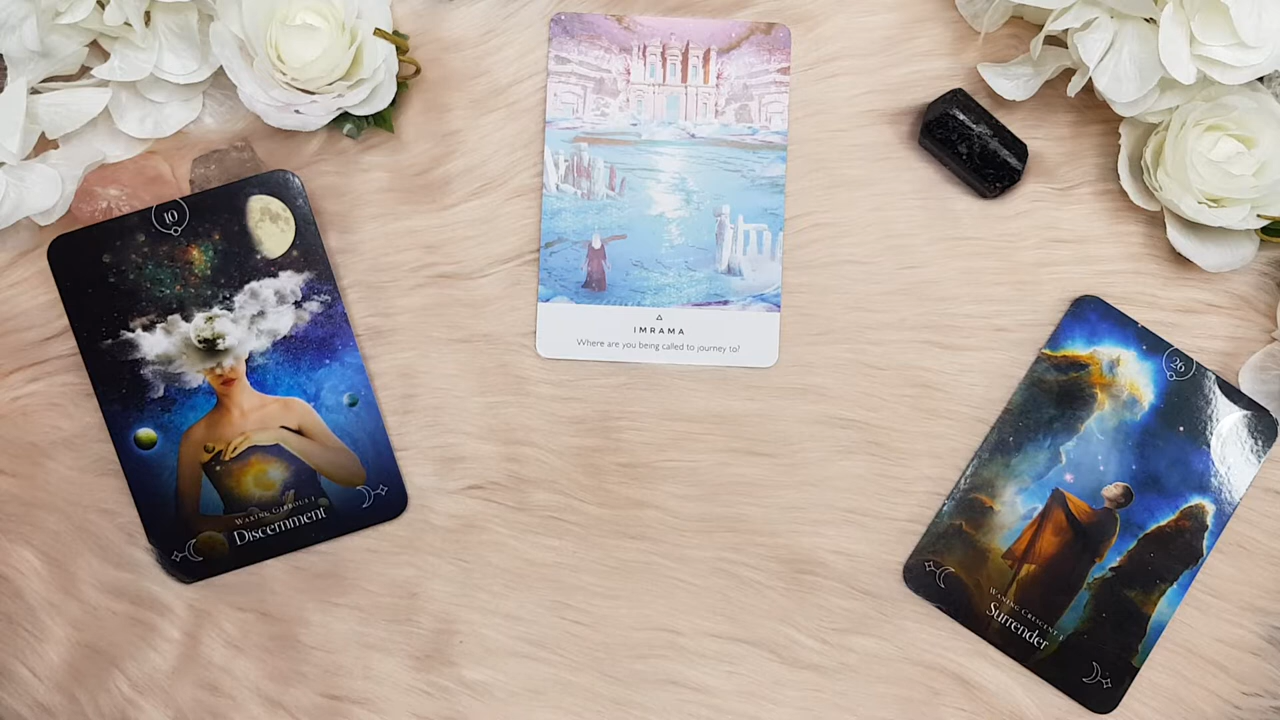 10
WAXING GIBBOUS I
Discernment
IMRAMA
Where are you being called to journey to?
26
WANING CRESCENT I
Surrender